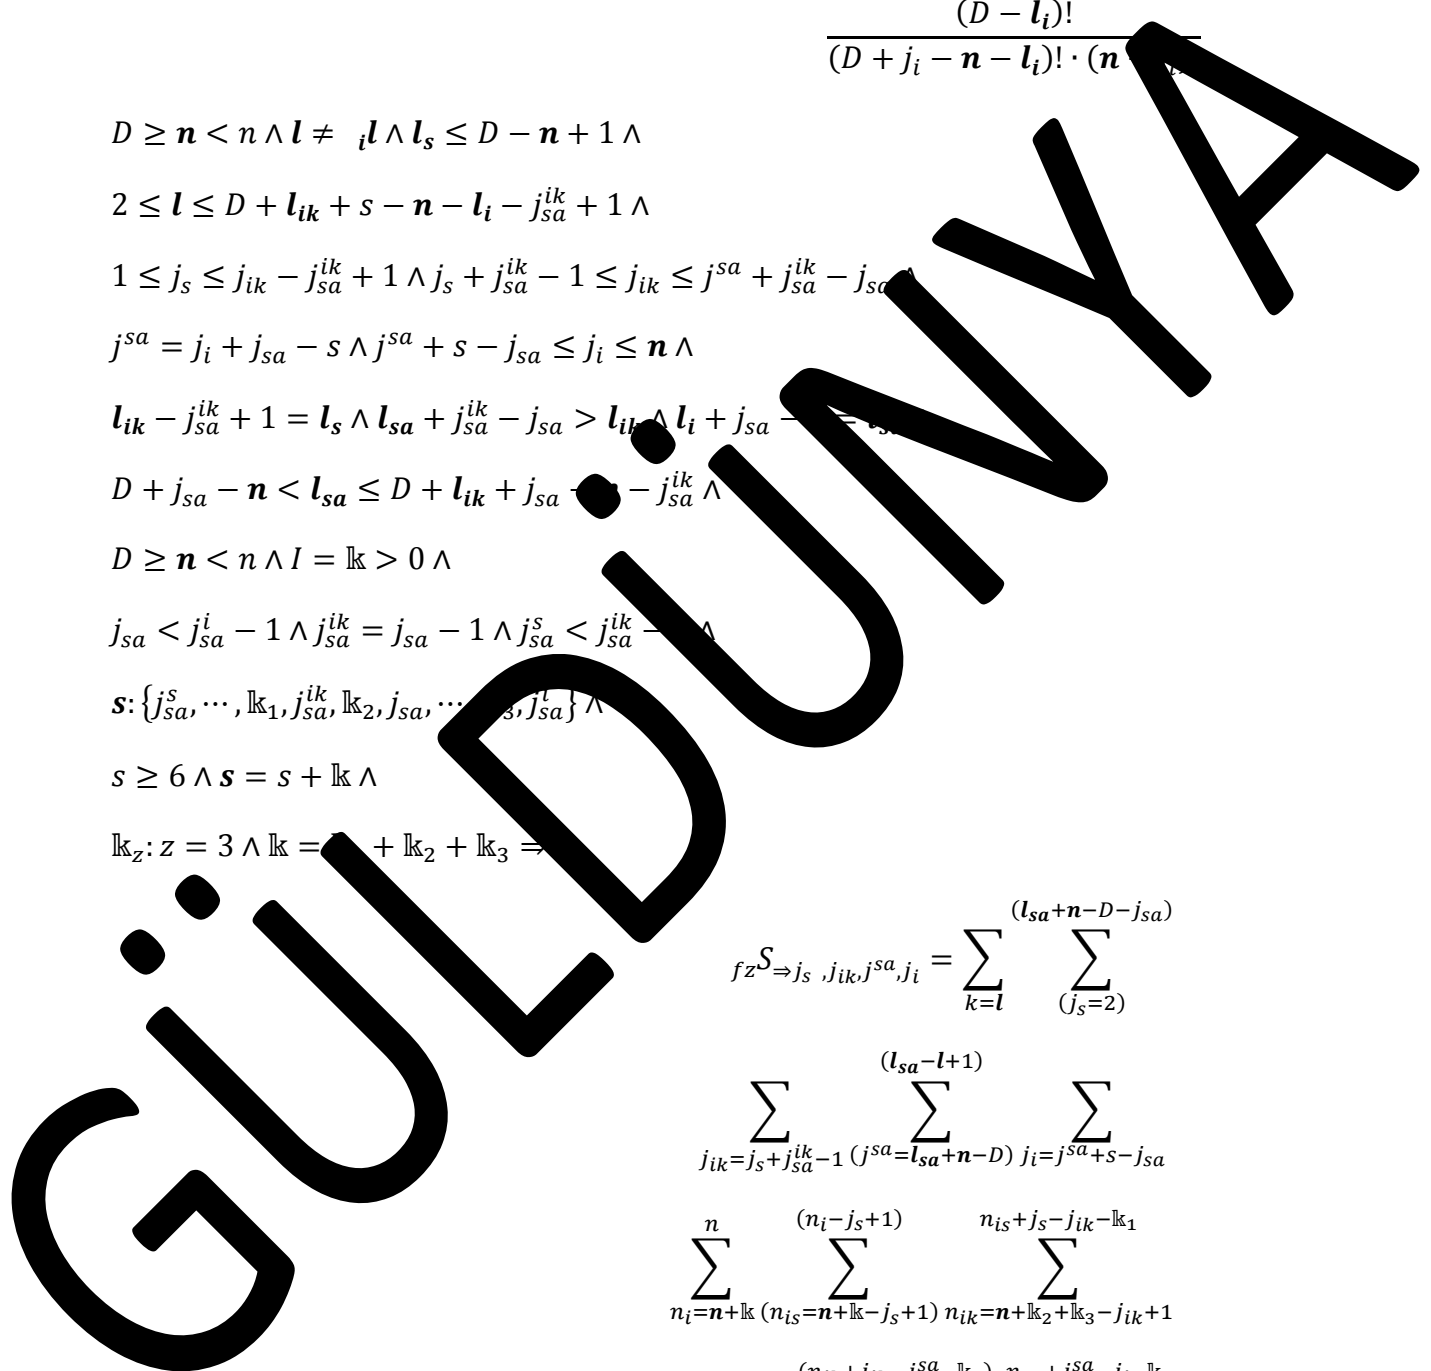 (D − l_i)!
(D + j_i − n − l_i)! · (n
D ≥ n < n ∧ l ≠ _il ∧ l_s ≤ D − n + 1 ∧
2 ≤ l ≤ D + l_ik + s − n − l_i − j_sa^ik + 1 ∧
1 ≤ j_s ≤ j_ik − j_sa^ik + 1 ∧ j_s + j_sa^ik − 1 ≤ j_ik ≤ j^sa + j_sa^ik − j_sa ∧
j^sa = j_i + j_sa − s ∧ j^sa + s − j_sa ≤ j_i ≤ n ∧
l_ik − j_sa^ik + 1 = l_s ∧ l_sa + j_sa^ik − j_sa > l_ik ∧ l_i + j_sa − = l_sa
D + j_sa − n < l_sa ≤ D + l_ik + j_sa − − j_sa^ik ∧
D ≥ n < n ∧ I = 𝕜 > 0 ∧
j_sa < j_sa^i − 1 ∧ j_sa^ik = j_sa − 1 ∧ j_sa^s < j_sa^ik − ∧
s: {j_sa^s, ⋯ , 𝕜_1, j_sa^ik, 𝕜_2, j_sa, ⋯ _3, j_sa^i} ∧
s ≥ 6 ∧ s = s + 𝕜 ∧
𝕜_z: z = 3 ∧ 𝕜 = + 𝕜_2 + 𝕜_3 ⇒
GÜLDÜNYA
(l_sa+n−D−j_sa)
_fzS_⇒j_s ,j_ik,j^sa,j_i = ∑ ∑
k=l (j_s=2)
(l_sa−l+1)
∑ ∑ ∑
j_ik=j_s+j_sa^ik−1 (j^sa=l_sa+n−D) j_i=j^sa+s−j_sa
n (n_i−j_s+1) n_is+j_s−j_ik−𝕜_1
∑ ∑ ∑
n_i=n+𝕜 (n_is=n+𝕜−j_s+1) n_ik=n+𝕜_2+𝕜_3−j_ik+1